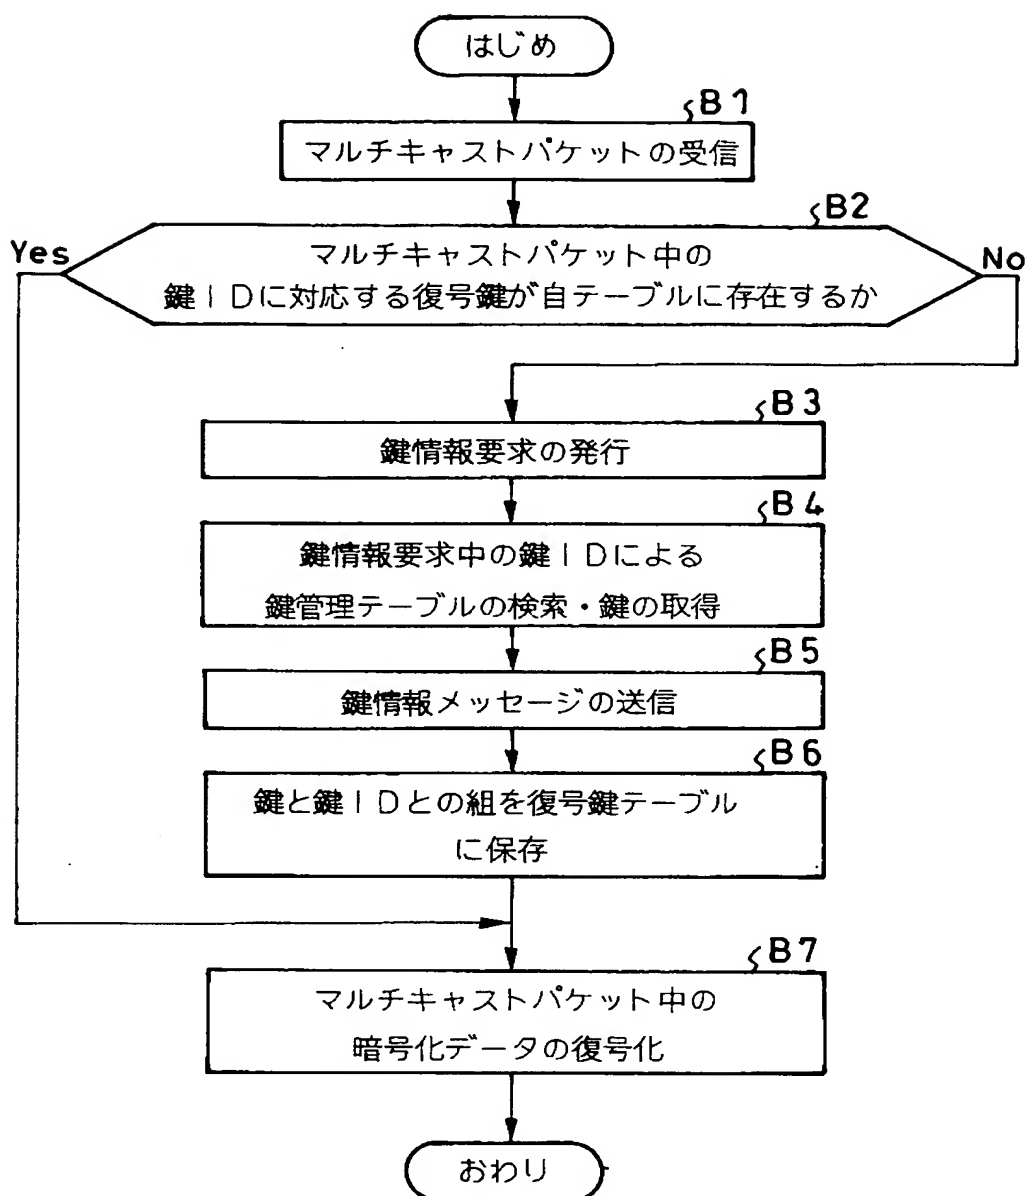 はじめ
B1
マルチキャストパケットの受信
B2
Yes
マルチキャストパケット中の
鍵IDに対応する復号鍵が自テーブルに存在するか
No
B3
鍵情報要求の発行
B4
鍵情報要求中の鍵IDによる
鍵管理テーブルの検索・鍵の取得
B5
鍵情報メッセージの送信
B6
鍵と鍵IDとの組を復号鍵テーブル
に保存
B7
マルチキャストパケット中の
暗号化データの復号化
おわり